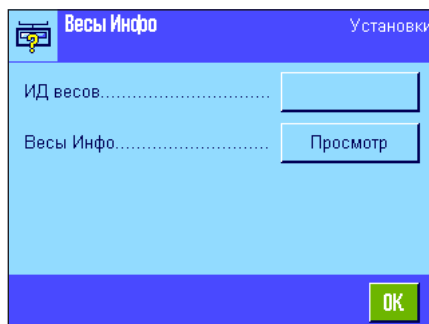 Весы Инфо Установки
ИД весов..............................
Весы Инфо........................... Просмотр
OK